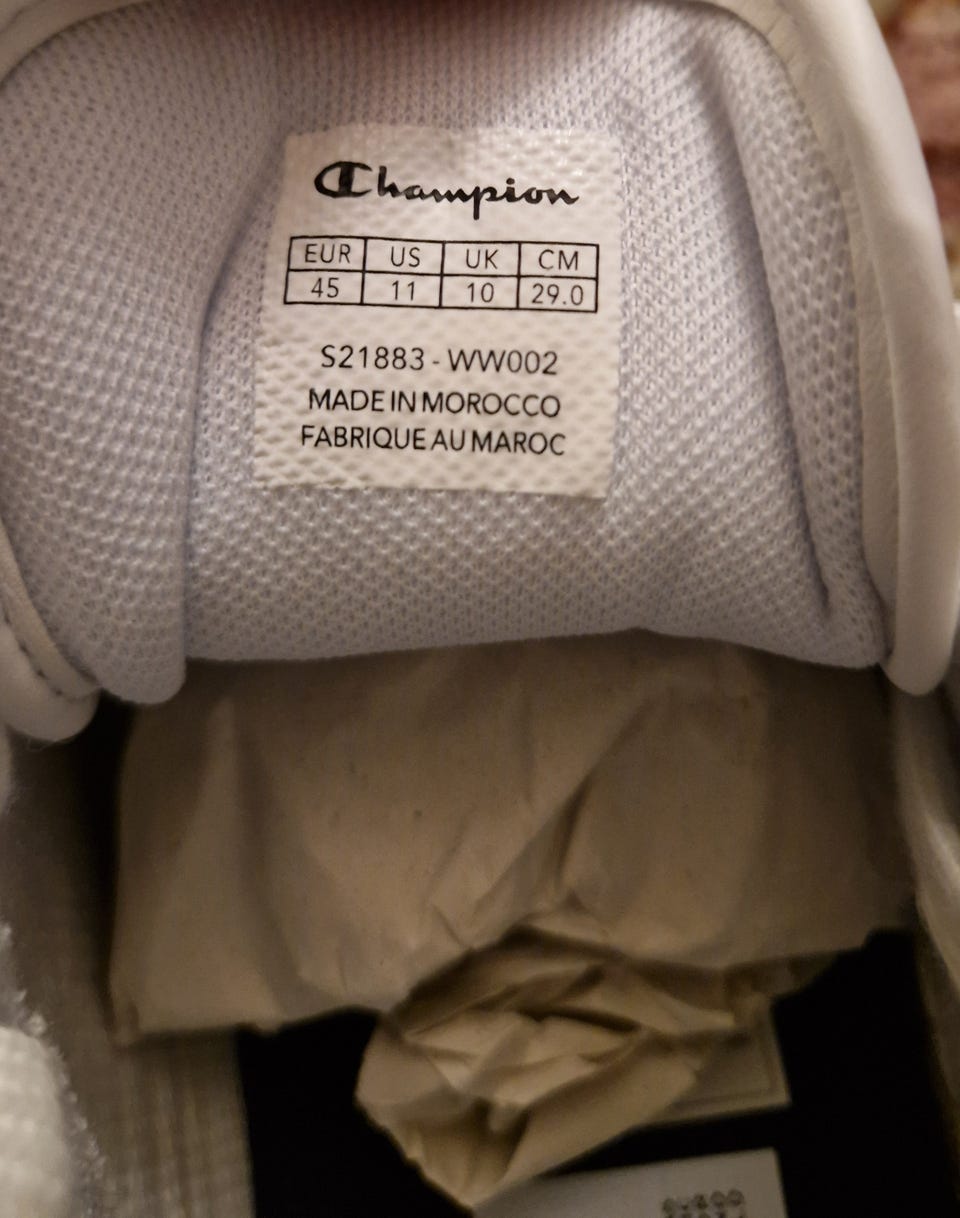 Champion
EUR US UK CM
45 11 10 29.0
S21883 - WW002
MADE IN MOROCCO
FABRIQUE AU MAROC